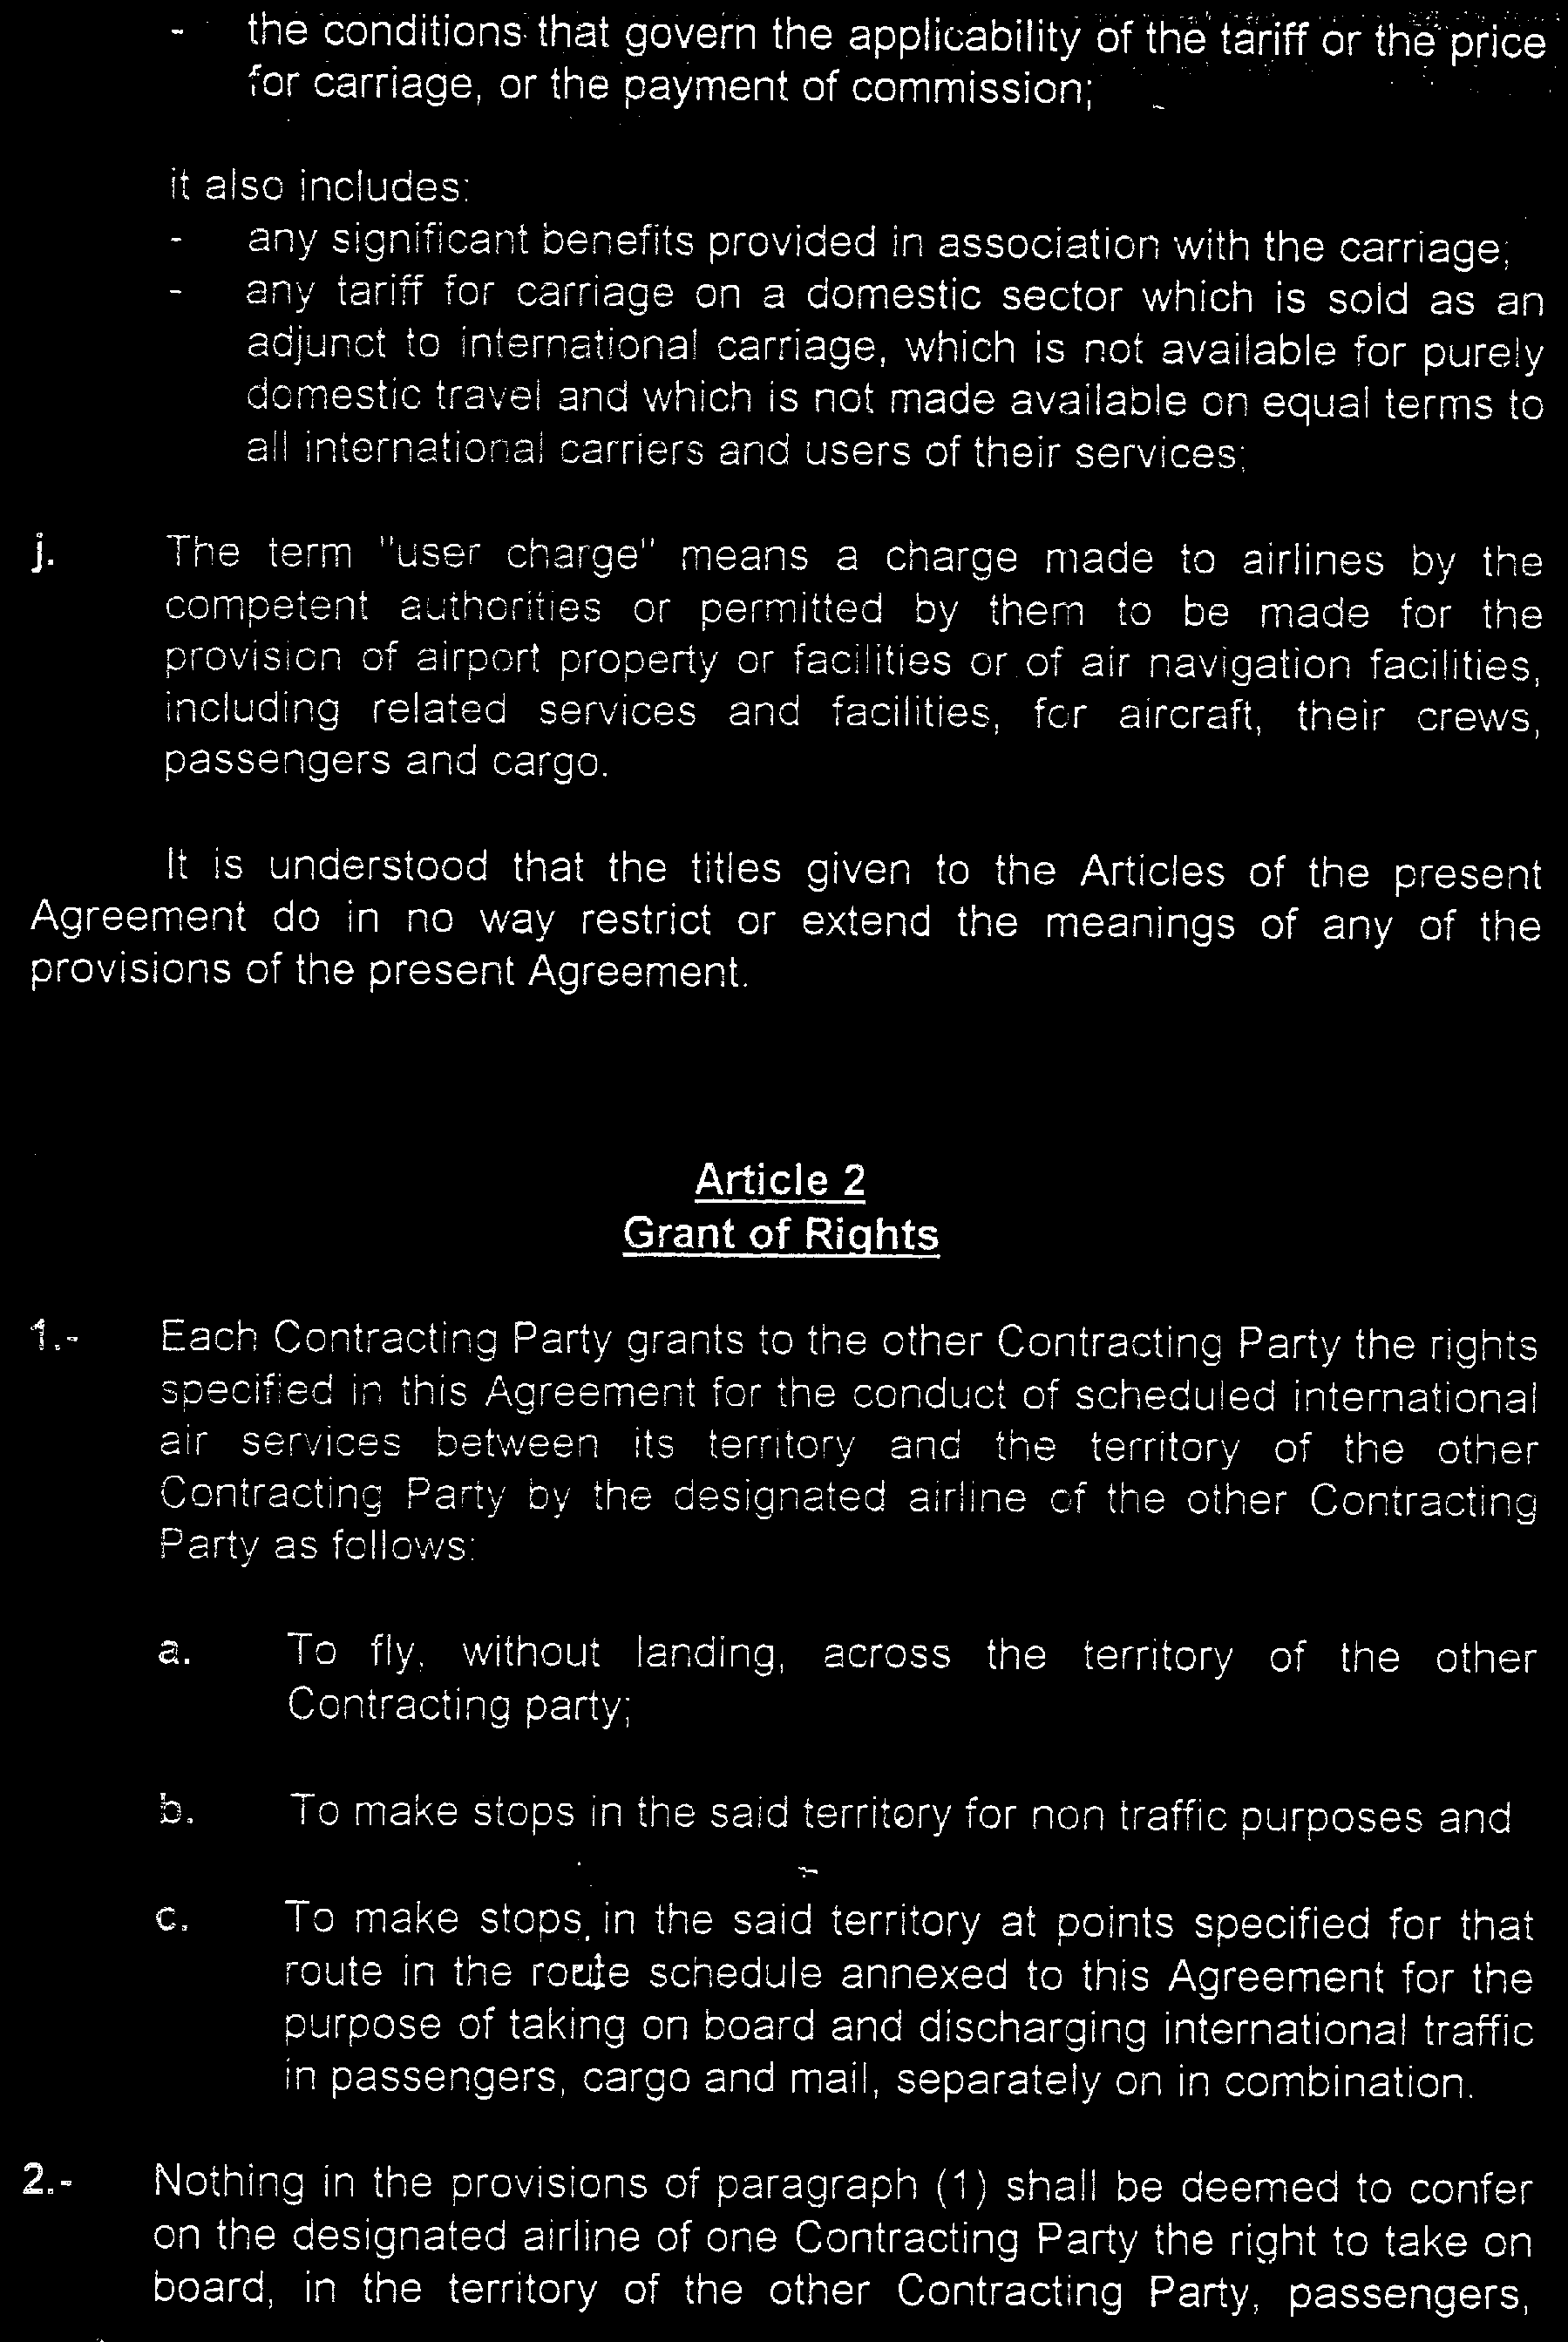 - the conditions that govern the applicability of the tariff or the price
for carriage, or the payment of commission;
it also includes:
- any significant benefits provided in association with the carriage;
- any tariff for carriage on a domestic sector which is sold as an
adjunct to international carriage, which is not available for purely
domestic travel and which is not made available on equal terms to
all international carriers and users of their services;
j. The term "user charge" means a charge made to airlines by the
competent authorities or permitted by them to be made for the
provision of airport property or facilities or of air navigation facilities,
including related services and facilities, for aircraft, their crews,
passengers and cargo.
It is understood that the titles given to the Articles of the present
Agreement do in no way restrict or extend the meanings of any of the
provisions of the present Agreement.
Article 2
Grant of Rights
1.- Each Contracting Party grants to the other Contracting Party the rights
specified in this Agreement for the conduct of scheduled international
air services between its territory and the territory of the other
Contracting Party by the designated airline of the other Contracting
Party as follows:
a. To fly, without landing, across the territory of the other
Contracting party;
b. To make stops in the said territory for non traffic purposes and
c. To make stops in the said territory at points specified for that
route in the route schedule annexed to this Agreement for the
purpose of taking on board and discharging international traffic
in passengers, cargo and mail, separately on in combination.
2.- Nothing in the provisions of paragraph (1) shall be deemed to confer
on the designated airline of one Contracting Party the right to take on
board, in the territory of the other Contracting Party, passengers,